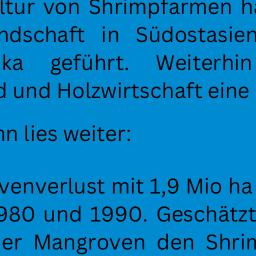 ltur von Shrimpfarmen ha
ndschaft in Südostasien
ka geführt. Weiterhin
d und Holzwirtschaft eine
nn lies weiter:
venverlust mit 1,9 Mio ha
980 und 1990. Geschätzt
er Mangroven den Shrim